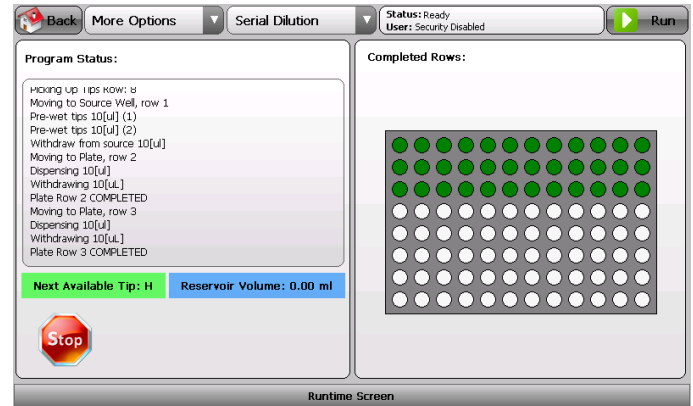 Back
More Options
Serial Dilution
Status: Ready
User: Security Disabled
Run
Program Status:
Picking Up Tips Row: B
Moving to Source Well, row 1
Pre-wet tips 10[ul] (1)
Pre-wet tips 10[ul] (2)
Withdraw from source 10[ul]
Moving to Plate, row 2
Dispensing 10[ul]
Withdrawing 10[uL]
Plate Row 2 COMPLETED
Moving to Plate, row 3
Dispensing 10[ul]
Withdrawing 10[uL]
Plate Row 3 COMPLETED
Next Available Tip: H
Reservoir Volume: 0.00 ml
Stop
Completed Rows:
Runtime Screen